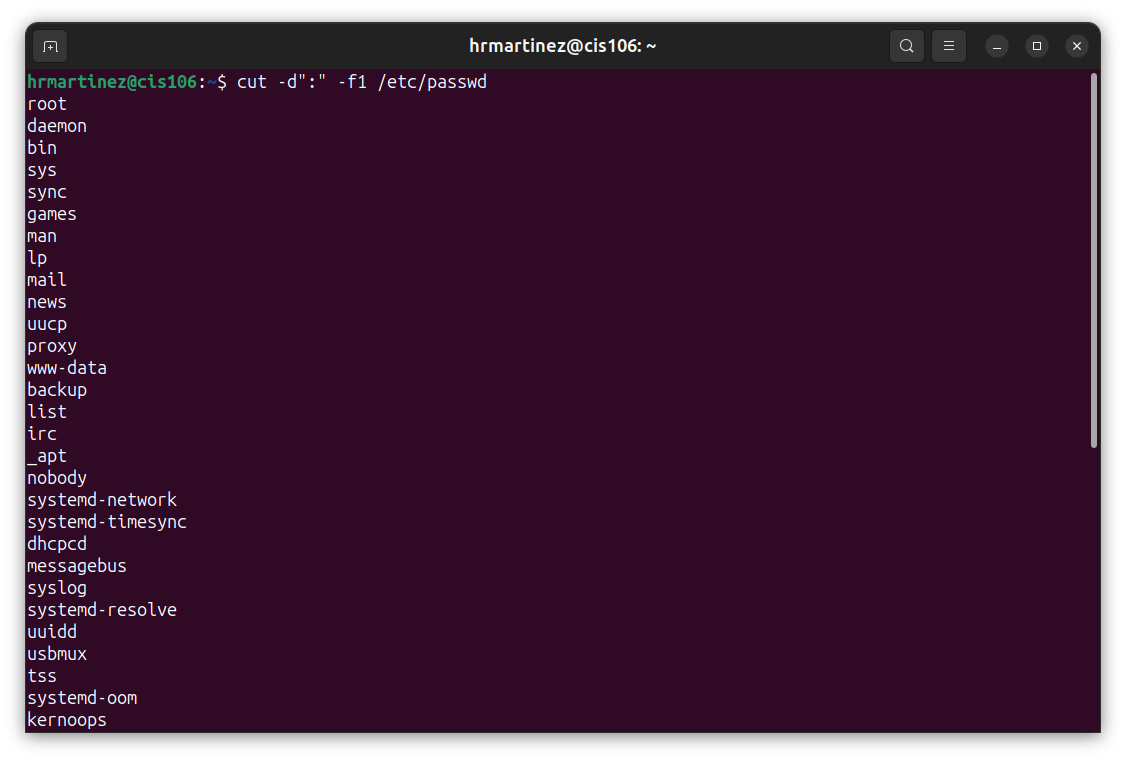 hrmartinez@cis106: ~
hrmartinez@cis106:~$ cut -d":" -f1 /etc/passwd
root
daemon
bin
sys
sync
games
man
lp
mail
news
uucp
proxy
www-data
backup
list
irc
_apt
nobody
systemd-network
systemd-timesync
dhcpcd
messagebus
syslog
systemd-resolve
uuidd
usbmux
tss
systemd-oom
kernoops